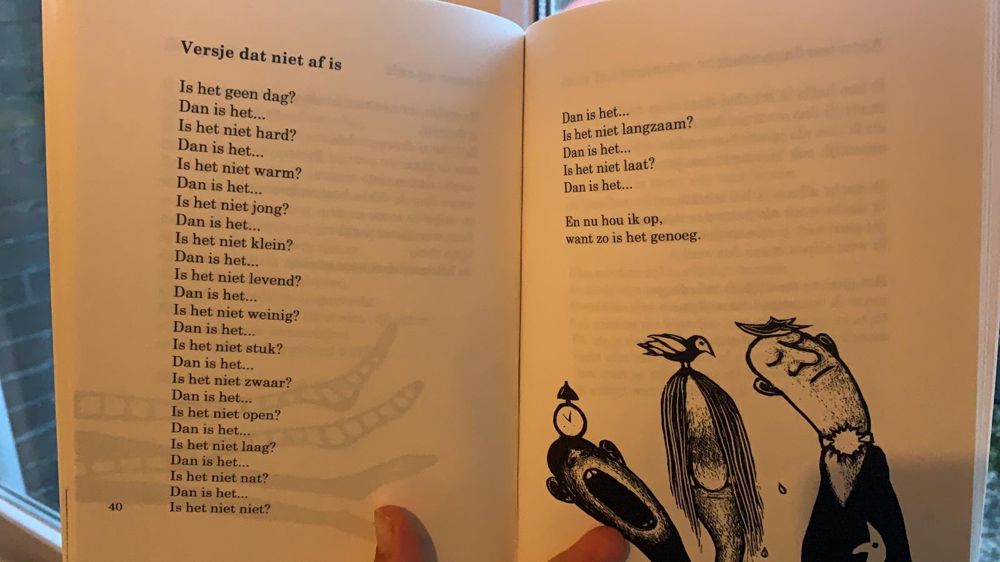 Versje dat niet af is
Is het geen dag?
Dan is het...
Is het niet hard?
Dan is het...
Is het niet warm?
Dan is het...
Is het niet jong?
Dan is het...
Is het niet klein?
Dan is het...
Is het niet levend?
Dan is het...
Is het niet weinig?
Dan is het...
Is het niet stuk?
Dan is het...
Is het niet zwaar?
Dan is het...
Is het niet open?
Dan is het...
Is het niet laag?
Dan is het...
Is het niet nat?
Dan is het...
Is het niet niet?
40
Dan is het...
Is het niet langzaam?
Dan is het...
Is het niet laat?
Dan is het...
En nu hou ik op,
want zo is het genoeg.